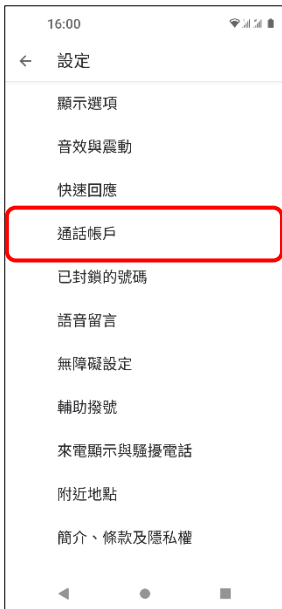 16:00
設定
顯示選項
音效與震動
快速回應
通話帳戶
已封鎖的號碼
語音留言
無障礙設定
輔助撥號
來電顯示與騷擾電話
附近地點
簡介、條款及隱私權